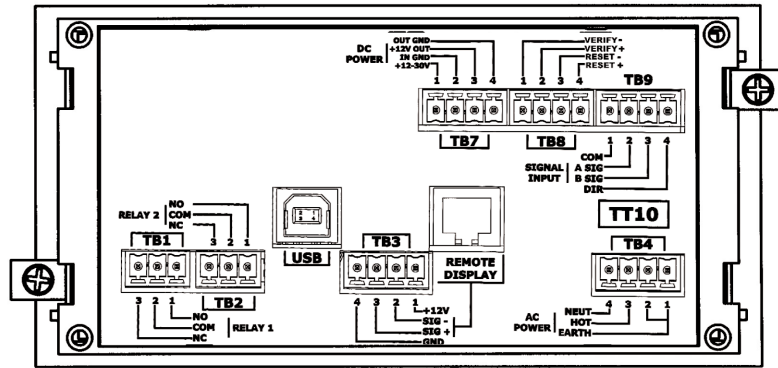 OUT GND
DC POWER +12V OUT
IN GND
+12-30V
1 2 3 4
VERIFY -
VERIFY +
RESET -
RESET +
1 2 3 4
TB9
TB7
TB8
1 2 3 4
COM
SIGNAL INPUT
A SIG
B SIG
DIR
TT10
RELAY 2
NO
COM
NC
3 2 1
TB1
TB2
3 2 1
NO
COM
NC
RELAY 1
2 1
3 4
USB
TB3
4 3 2 1
+12V
SIG -
SIG +
GND
REMOTE
DISPLAY
TB4
4 3 2 1
AC POWER
NEUT
HOT
EARTH